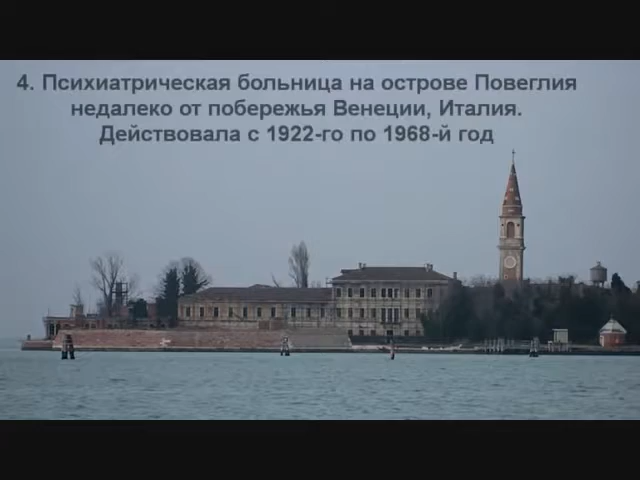 4. Психиатрическая больница на острове Повеглия
недалеко от побережья Венеции, Италия.
Действовала с 1922-го по 1968-й год